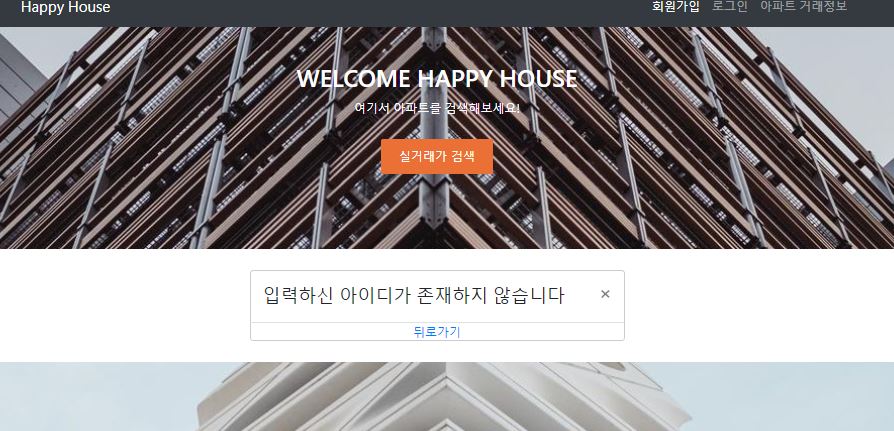 Happy House
회원가입 로그인 아파트 거래정보
WELCOME HAPPY HOUSE
여기서 아파트를 검색해보세요!
실거래가 검색
입력하신 아이디가 존재하지 않습니다 ×
뒤로가기